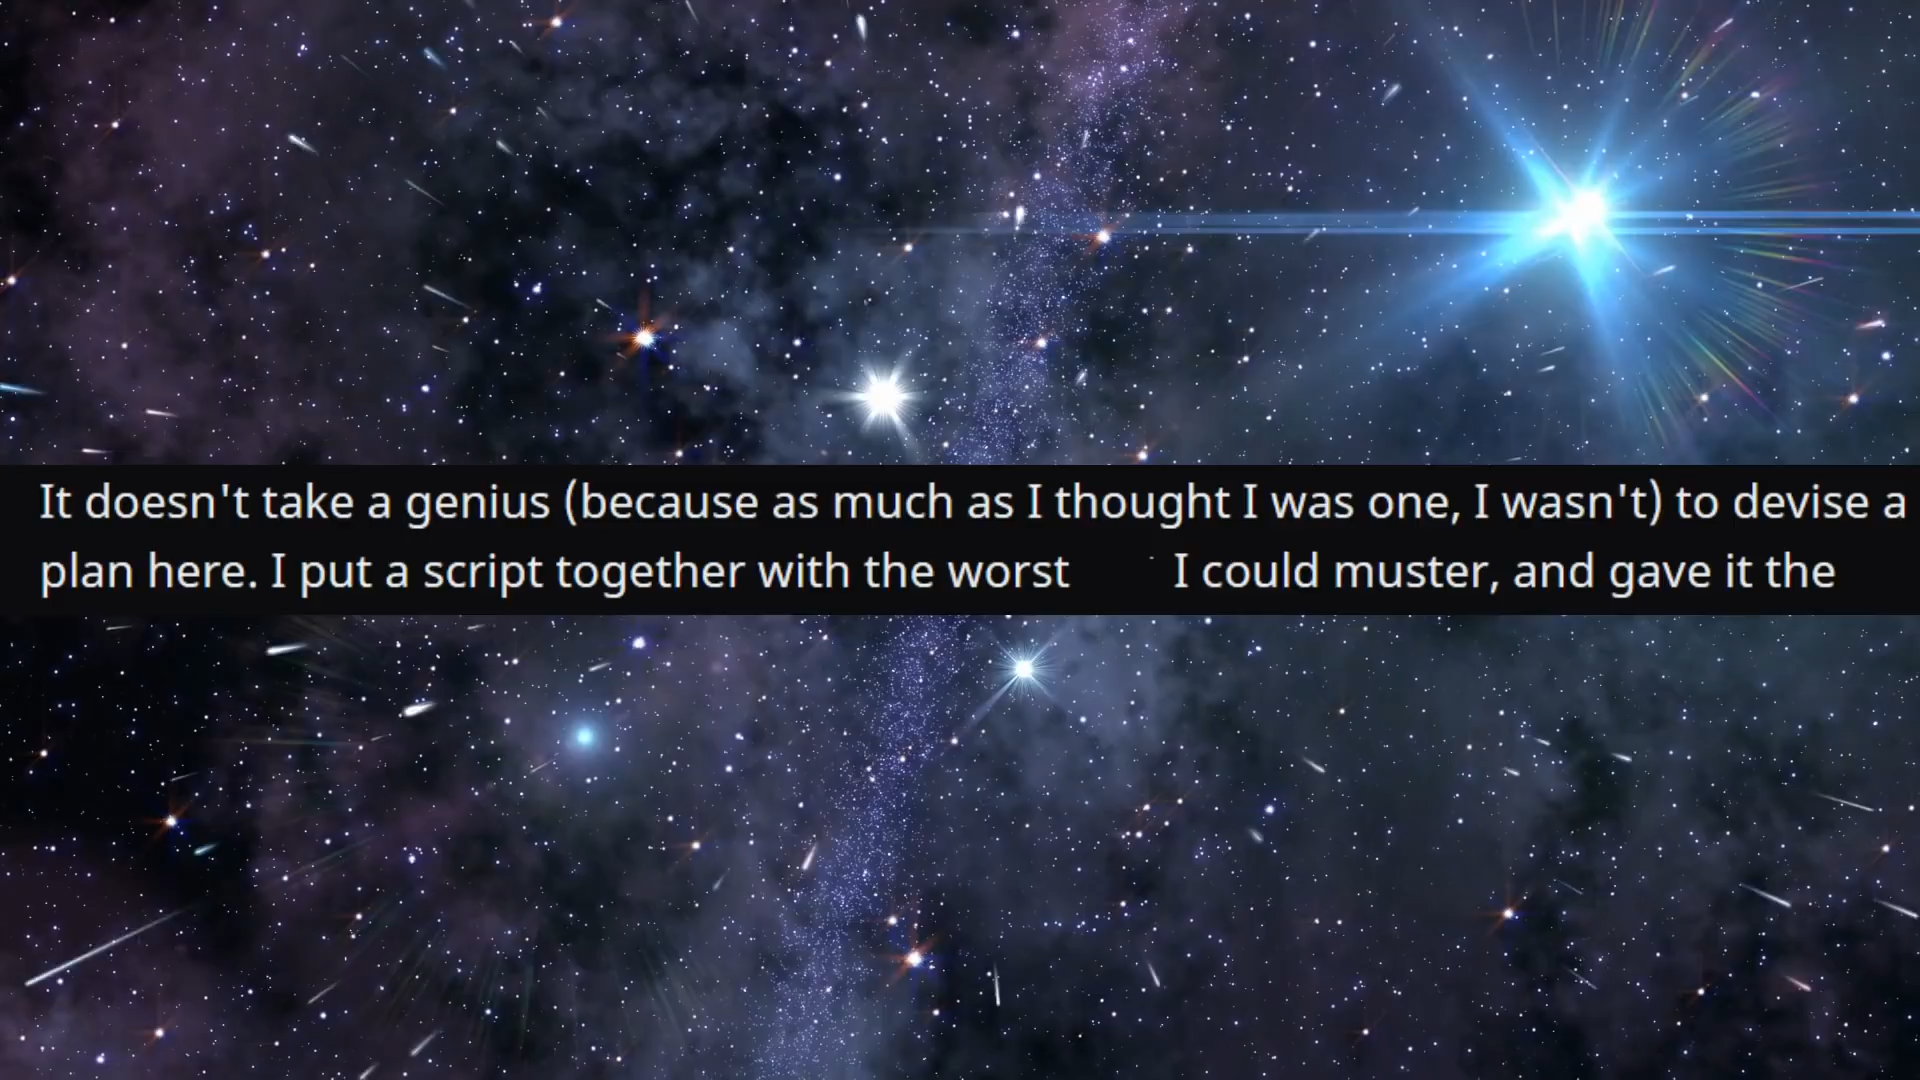 It doesn't take a genius (because as much as I thought I was one, I wasn't) to devise a
plan here. I put a script together with the worst I could muster, and gave it the